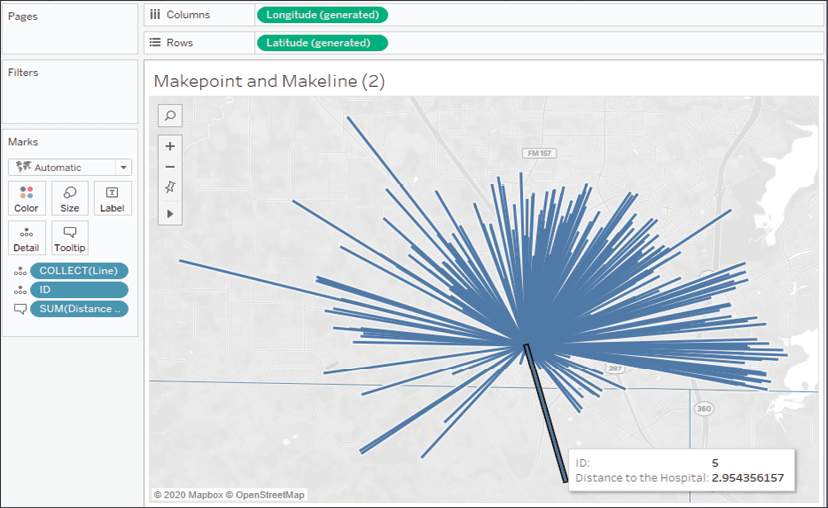 Pages
Columns
Longitude (generated)
Rows
Latitude (generated)
Filters
Marks
Automatic
Color
Size
Label
Detail
Tooltip
COLLECT(Line)
ID
SUM(Distance ..
Makepoint and Makeline (2)
FM 157
287
360
ID: 5
Distance to the Hospital: 2.954356157
© 2020 Mapbox © OpenStreetMap